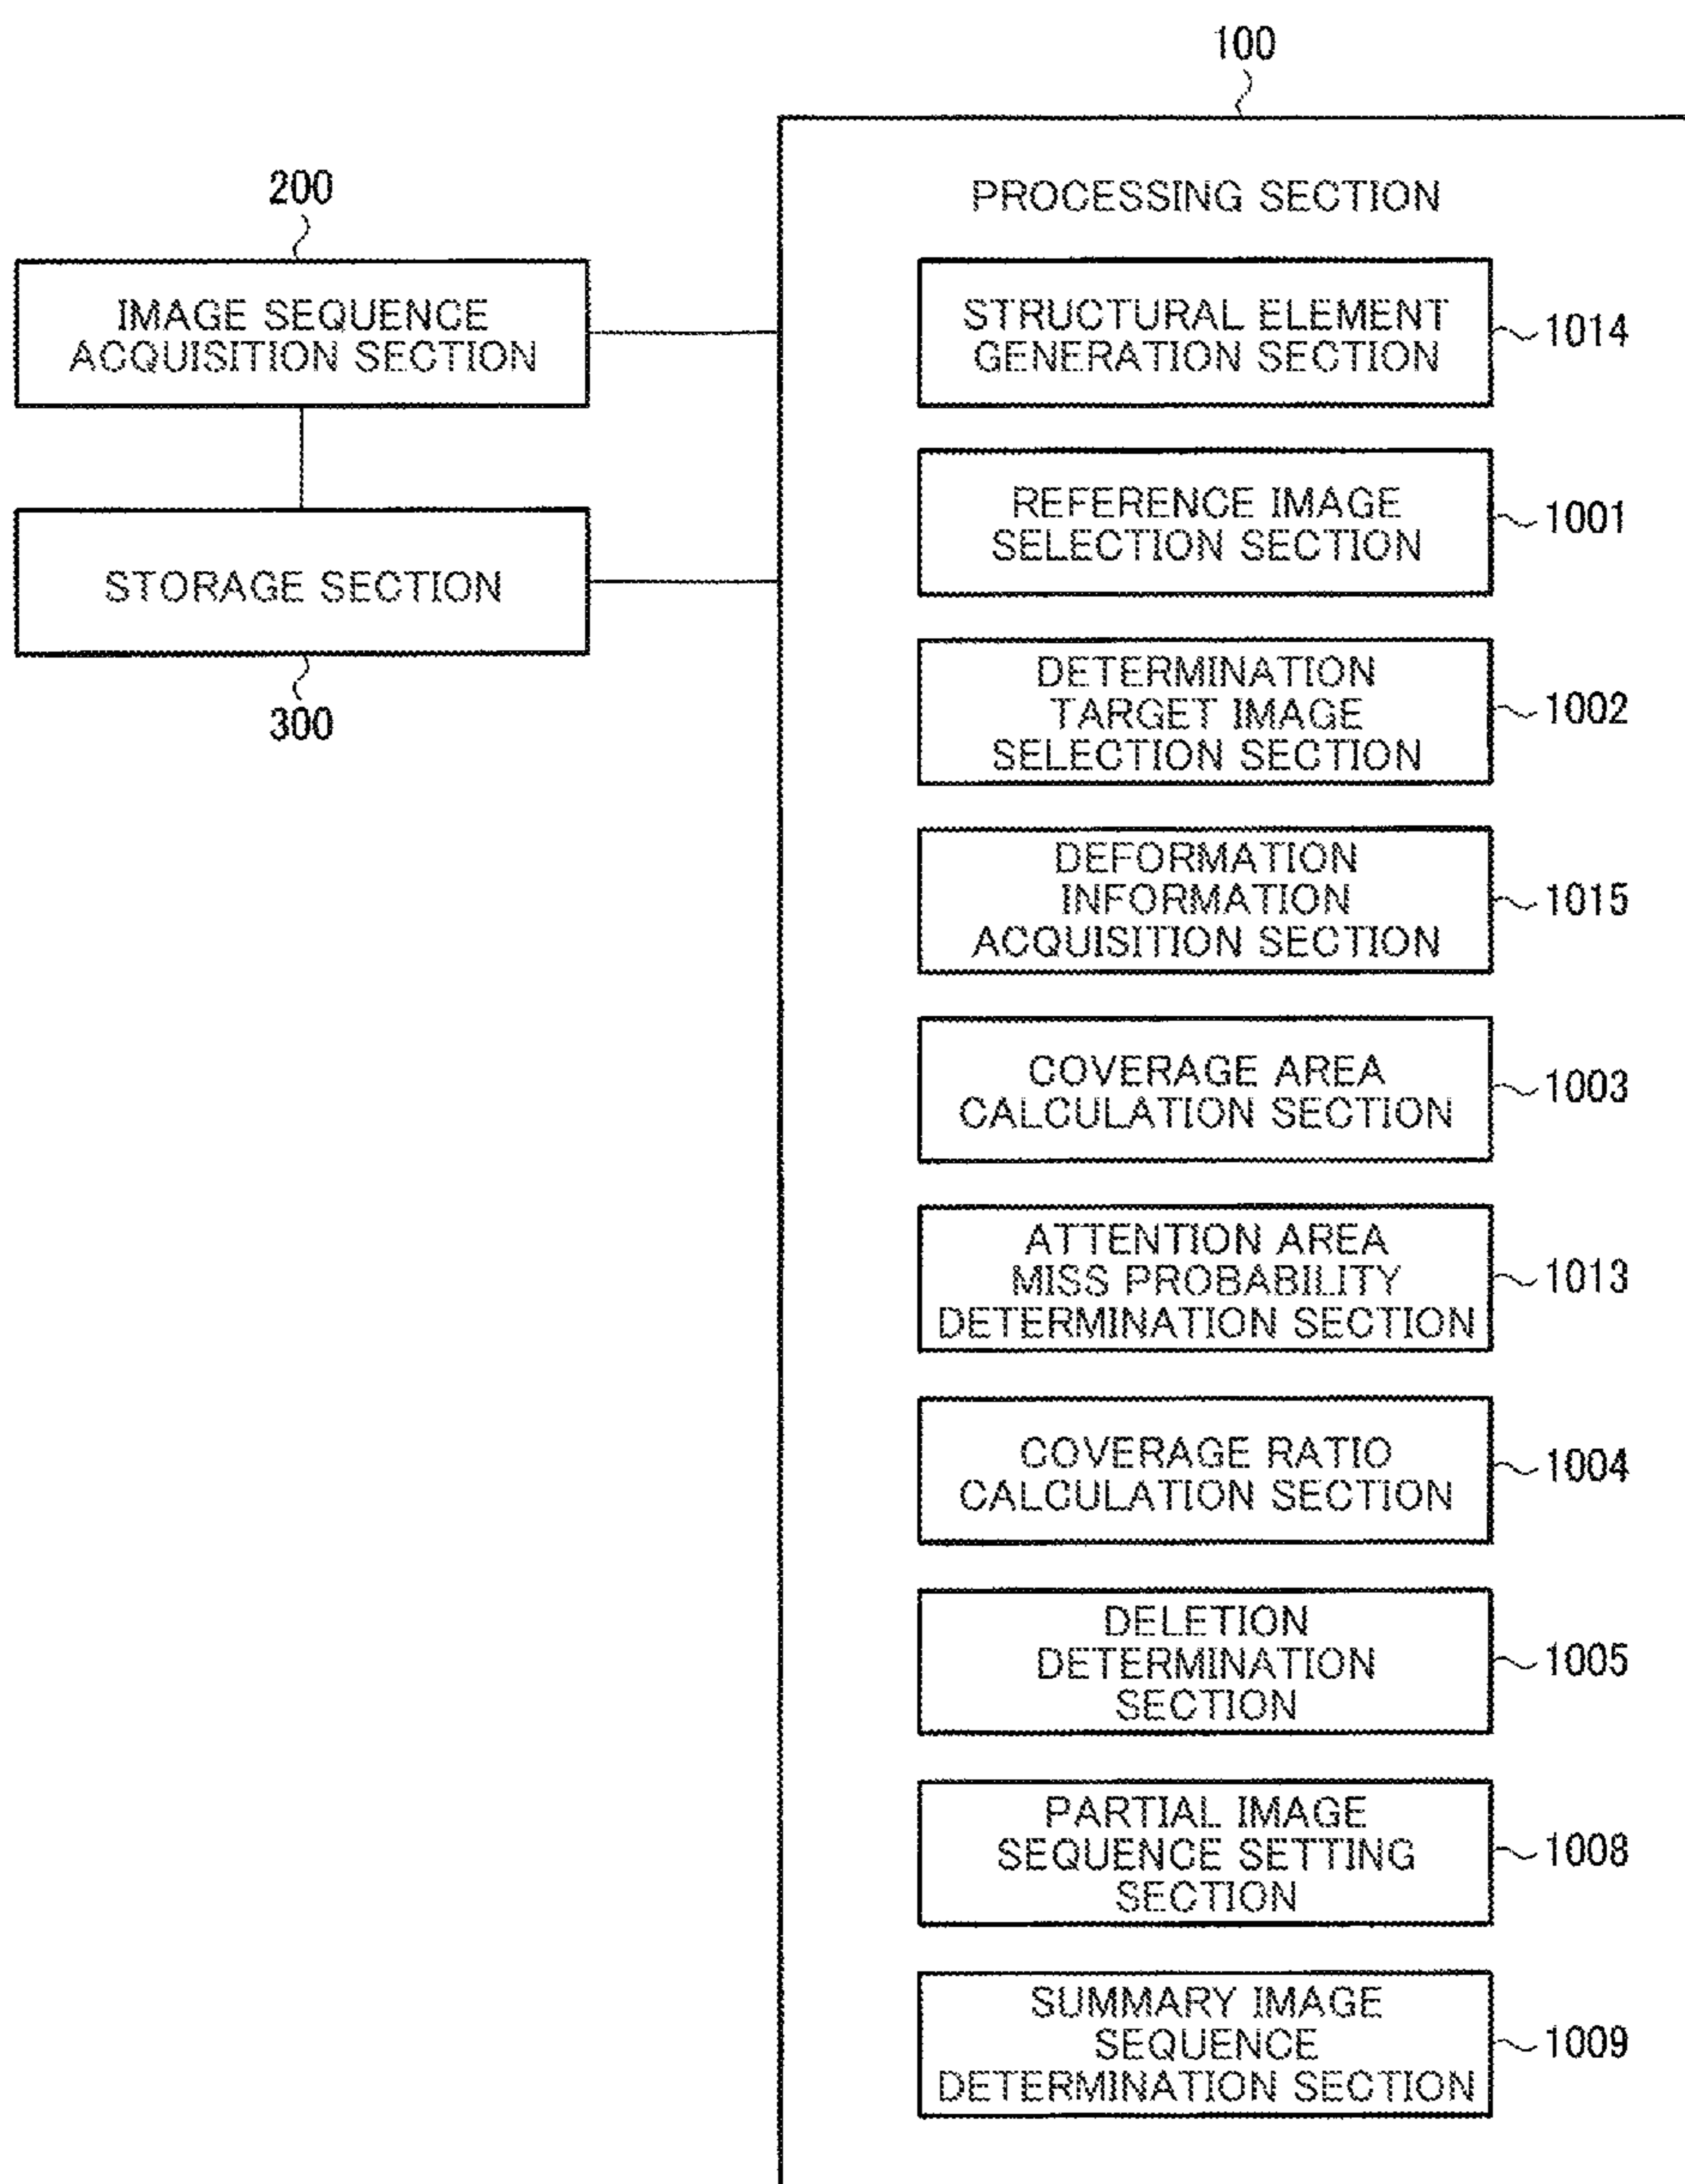 100
PROCESSING SECTION
200
IMAGE SEQUENCE
ACQUISITION SECTION
STORAGE SECTION
300
STRUCTURAL ELEMENT
GENERATION SECTION
1014
REFERENCE IMAGE
SELECTION SECTION
1001
DETERMINATION
TARGET IMAGE
SELECTION SECTION
1002
DEFORMATION
INFORMATION
ACQUISITION SECTION
1015
COVERAGE AREA
CALCULATION SECTION
1003
ATTENTION AREA
MISS PROBABILITY
DETERMINATION SECTION
1013
COVERAGE RATIO
CALCULATION SECTION
1004
DELETION
DETERMINATION
SECTION
1005
PARTIAL IMAGE
SEQUENCE SETTING
SECTION
1008
SUMMARY IMAGE
SEQUENCE
DETERMINATION SECTION
1009